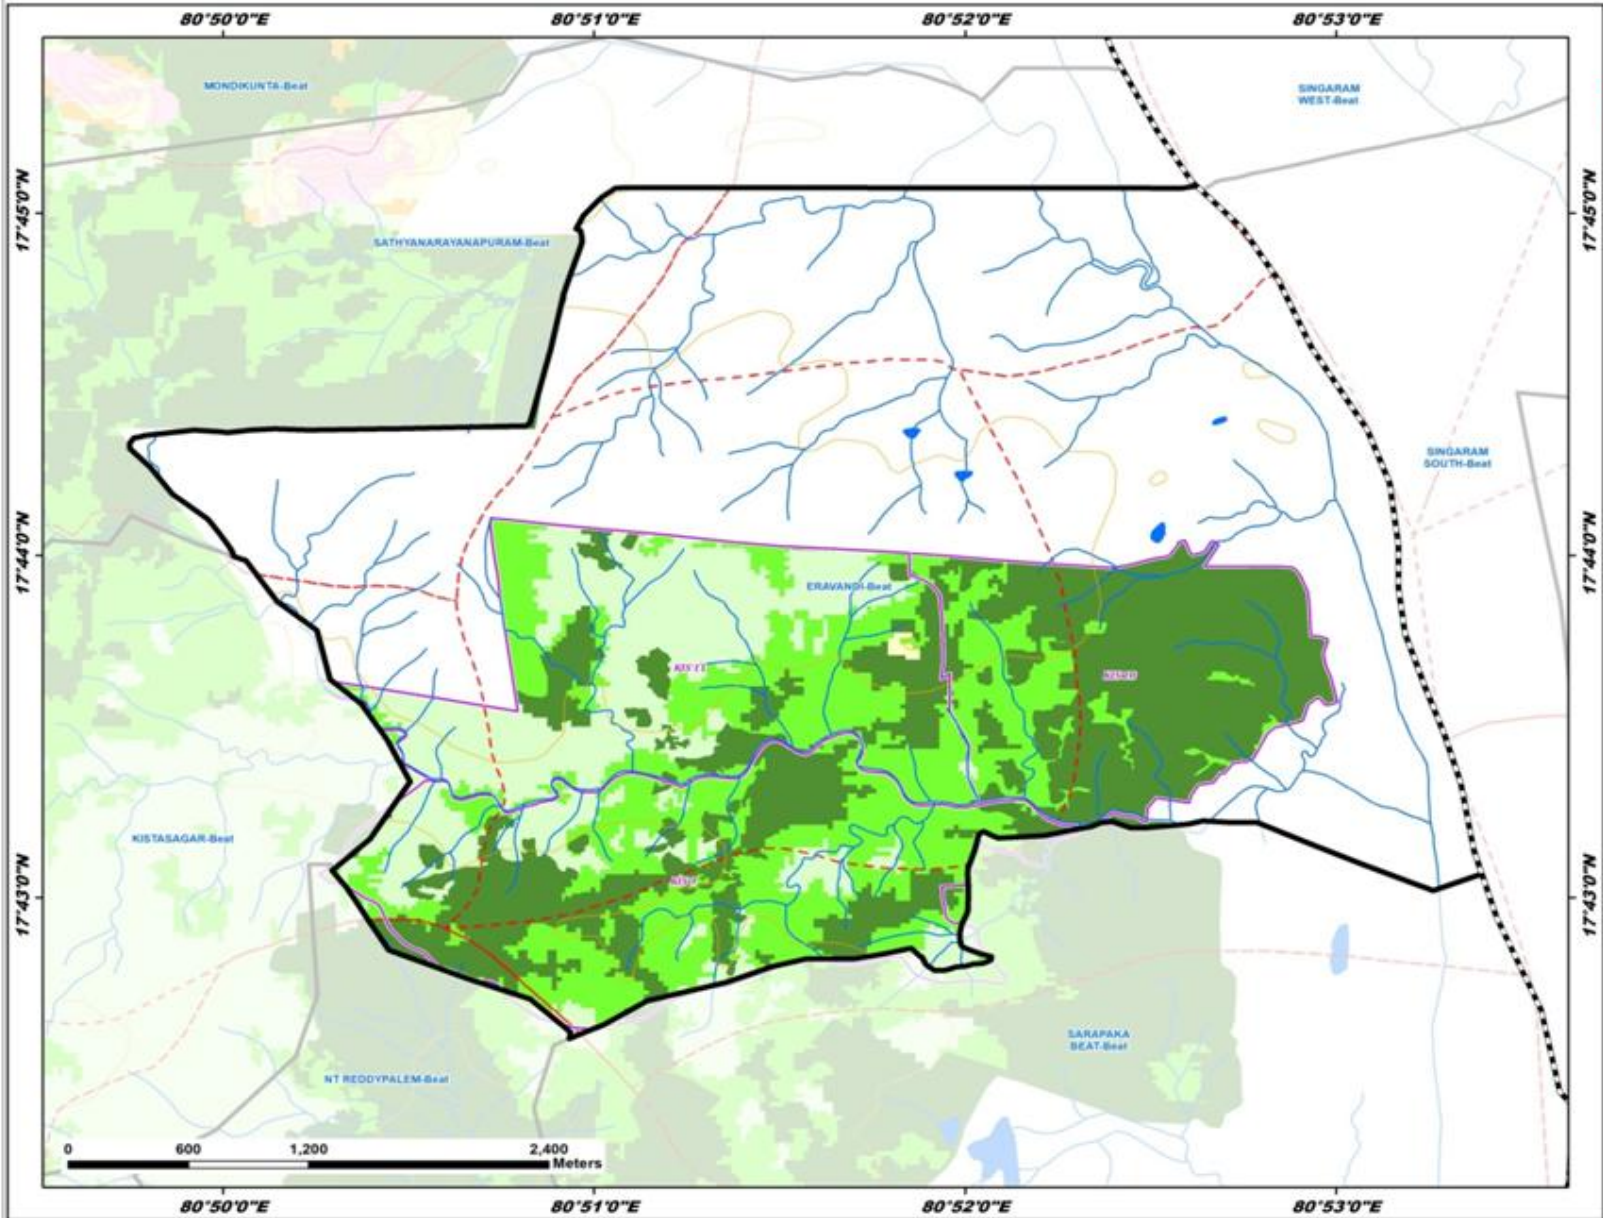 80°50'0"E 80°51'0"E 80°52'0"E 80°53'0"E
MONDIKUNTA-Beat
SINGARAM
WEST-Beat
17°45'0"N
17°45'0"N
SATHYANARAYANAPURAM-Beat
SINGARAM
SOUTH-Beat
17°44'0"N
17°44'0"N
ERAVANDI-Beat
KISTASAGAR-Beat
17°43'0"N
17°43'0"N
SARAPAKA
BEAT-Beat
NT REDDYPALEM-Beat
0 600 1,200 2,400
Meters
80°50'0"E 80°51'0"E 80°52'0"E 80°53'0"E